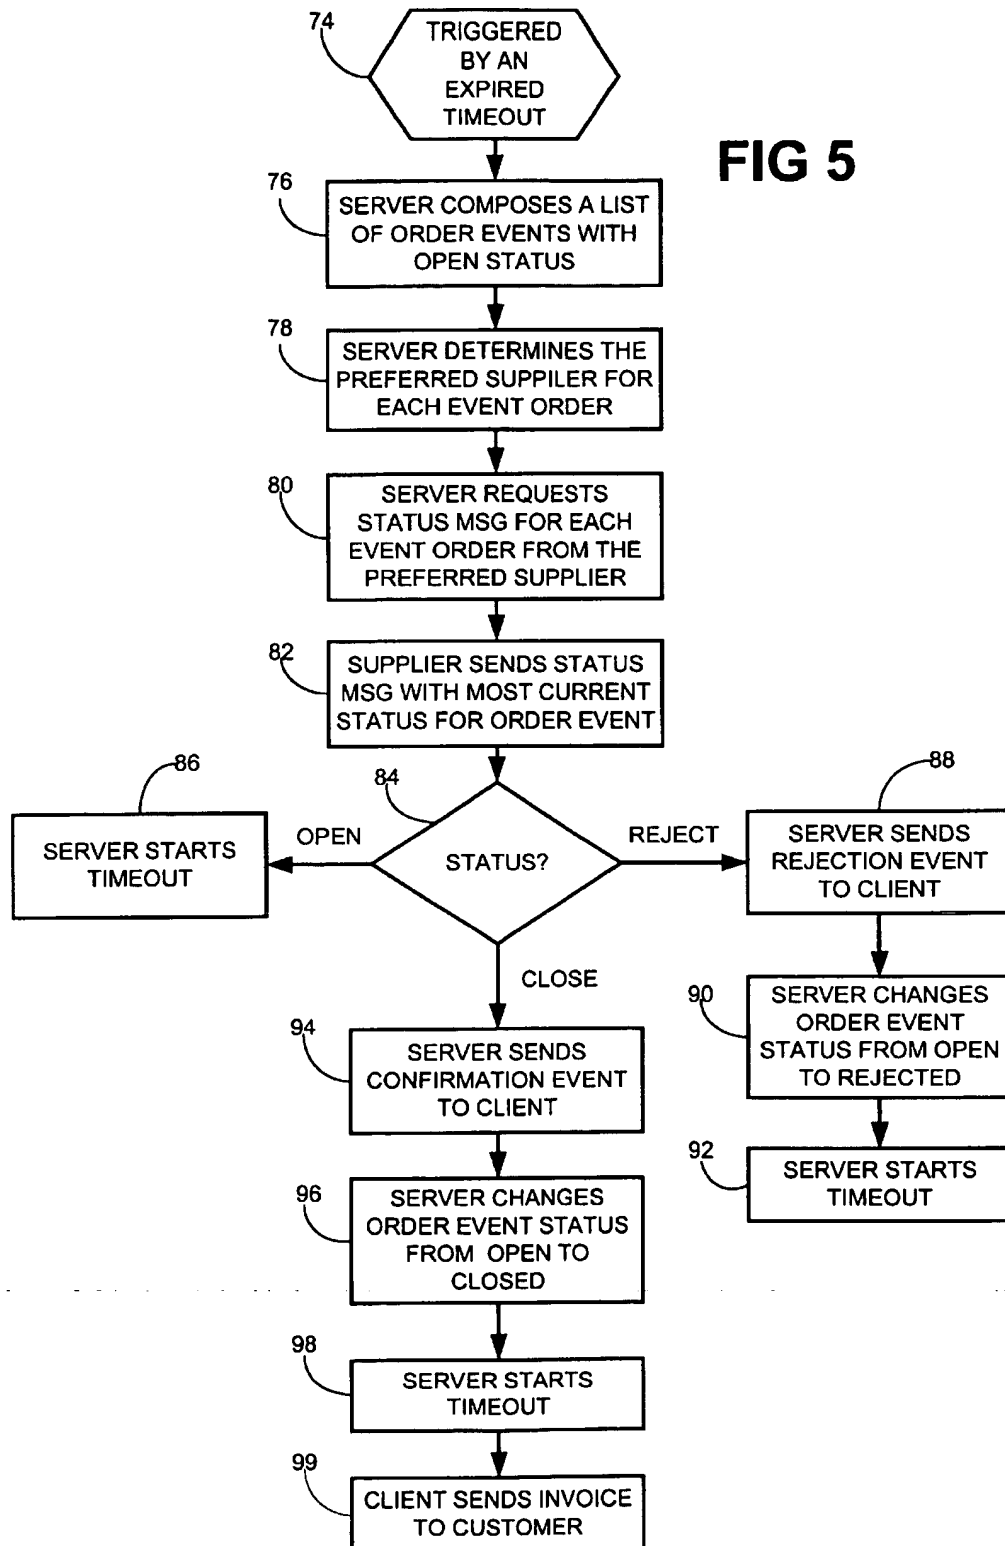 74
TRIGGERED
BY AN
EXPIRED
TIMEOUT
FIG 5
76
SERVER COMPOSES A LIST
OF ORDER EVENTS WITH
OPEN STATUS
78
SERVER DETERMINES THE
PREFERRED SUPPILER FOR
EACH EVENT ORDER
80
SERVER REQUESTS
STATUS MSG FOR EACH
EVENT ORDER FROM THE
PREFERRED SUPPLIER
82
SUPPLIER SENDS STATUS
MSG WITH MOST CURRENT
STATUS FOR ORDER EVENT
84
STATUS?
OPEN
86
SERVER STARTS
TIMEOUT
REJECT
88
SERVER SENDS
REJECTION EVENT
TO CLIENT
90
SERVER CHANGES
ORDER EVENT
STATUS FROM OPEN
TO REJECTED
92
SERVER STARTS
TIMEOUT
CLOSE
94
SERVER SENDS
CONFIRMATION EVENT
TO CLIENT
96
SERVER CHANGES
ORDER EVENT STATUS
FROM OPEN TO
CLOSED
98
SERVER STARTS
TIMEOUT
99
CLIENT SENDS INVOICE
TO CUSTOMER